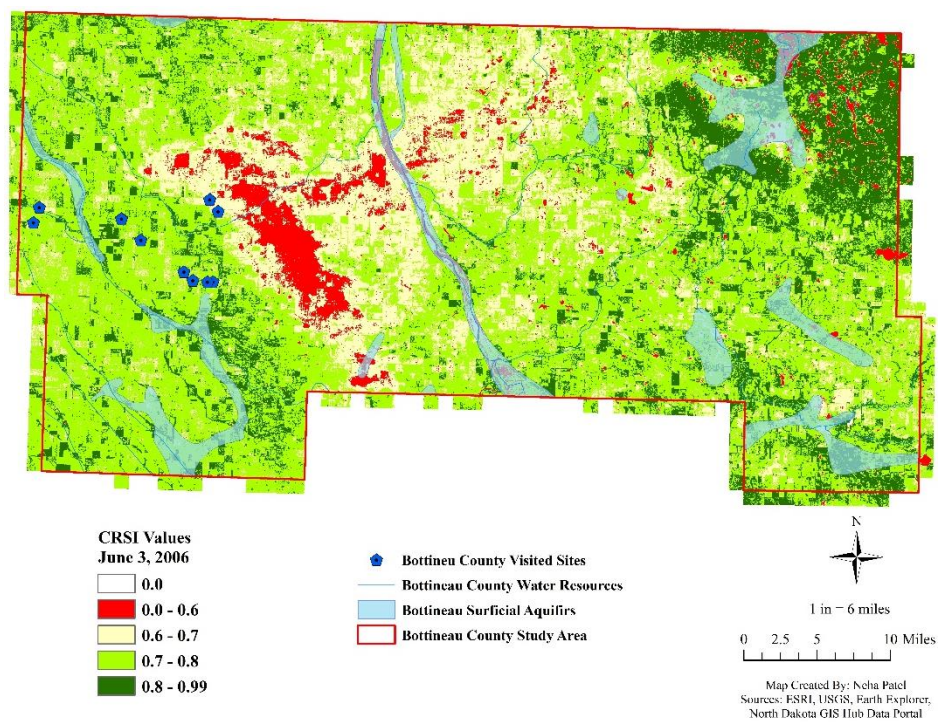 CRSI Values
June 3, 2006
0.0
0.0 - 0.6
0.6 - 0.7
0.7 - 0.8
0.8 - 0.99
Bottineu County Visited Sites
Bottineau County Water Resources
Bottineau Surficial Aquifirs
Bottineau County Study Area
N
1 in = 6 miles
0 2.5 5 10 Miles
Map Created By: Neha Patel
Sources: ESRI, USGS, Earth Explorer,
North Dakota GIS Hub Data Portal